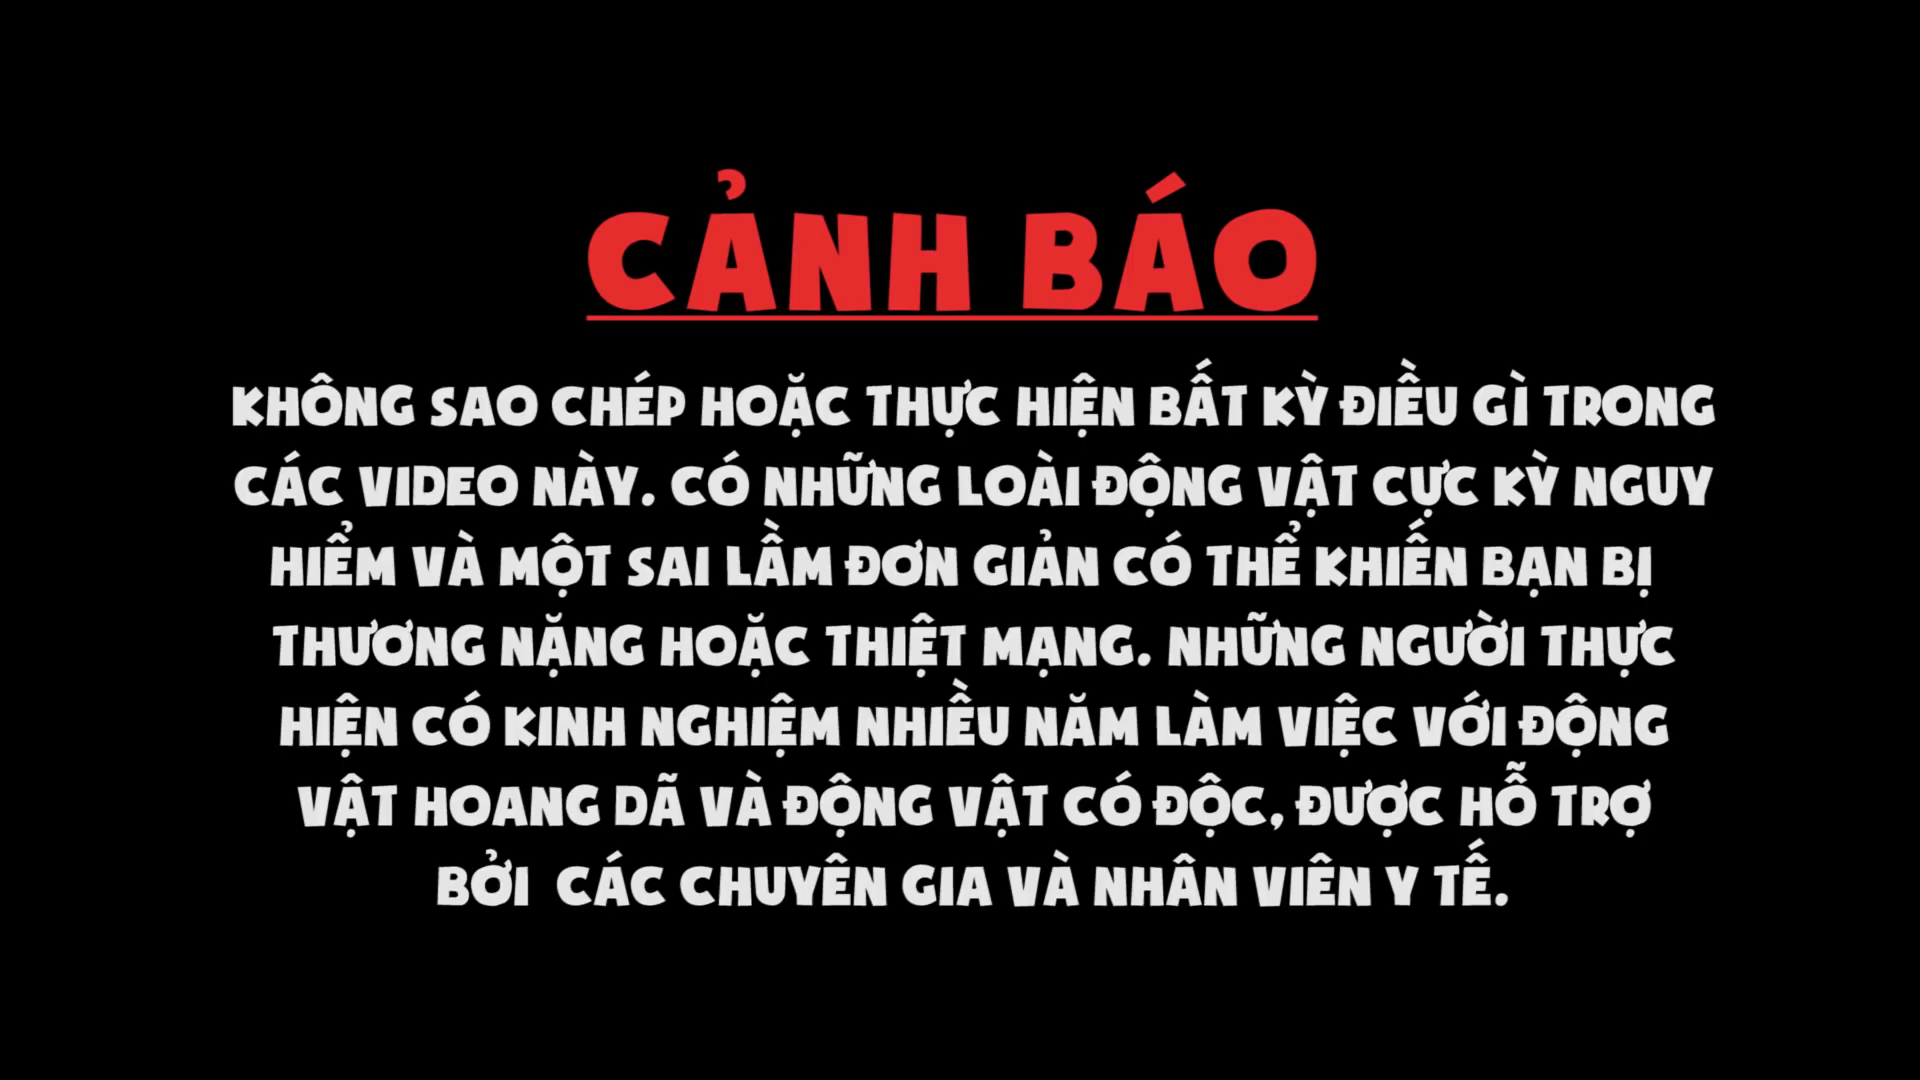 CẢNH BÁO
KHÔNG SAO CHÉP HOẶC THỰC HIỆN BẤT KỲ ĐIỀU GÌ TRONG
CÁC VIDEO NÀY. CÓ NHỮNG LOÀI ĐỘNG VẬT CỰC KỲ NGUY
HIỂM VÀ MỘT SAI LẦM ĐƠN GIẢN CÓ THỂ KHIẾN BẠN BỊ
THƯƠNG NẶNG HOẶC THIỆT MẠNG. NHỮNG NGƯỜI THỰC
HIỆN CÓ KINH NGHIỆM NHIỀU NĂM LÀM VIỆC VỚI ĐỘNG
VẬT HOANG DÃ VÀ ĐỘNG VẬT CÓ ĐỘC, ĐƯỢC HỖ TRỢ
BỞI CÁC CHUYÊN GIA VÀ NHÂN VIÊN Y TẾ.